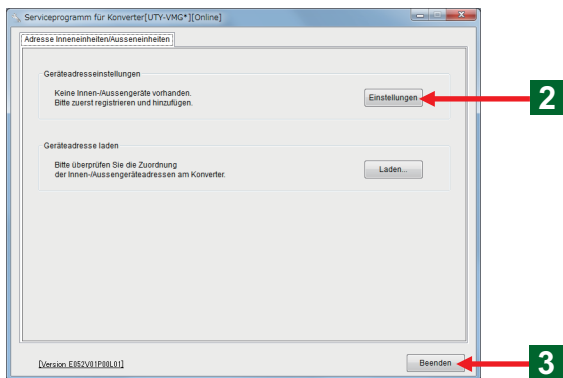 Serviceprogramm für Konverter[UTY-VMG*][Online]
Adresse Inneneinheiten/Ausseneinheiten
Geräteadresseinstellungen
Keine Innen-/Aussengeräte vorhanden.
Bitte zuerst registrieren und hinzufügen.
Einstellungen
2
Geräteadresse laden
Bitte überprüfen Sie die Zuordnung
der Innen-/Aussengeräteadressen am Konverter.
Laden...
[Version E052V01P00L01]
Beenden
3